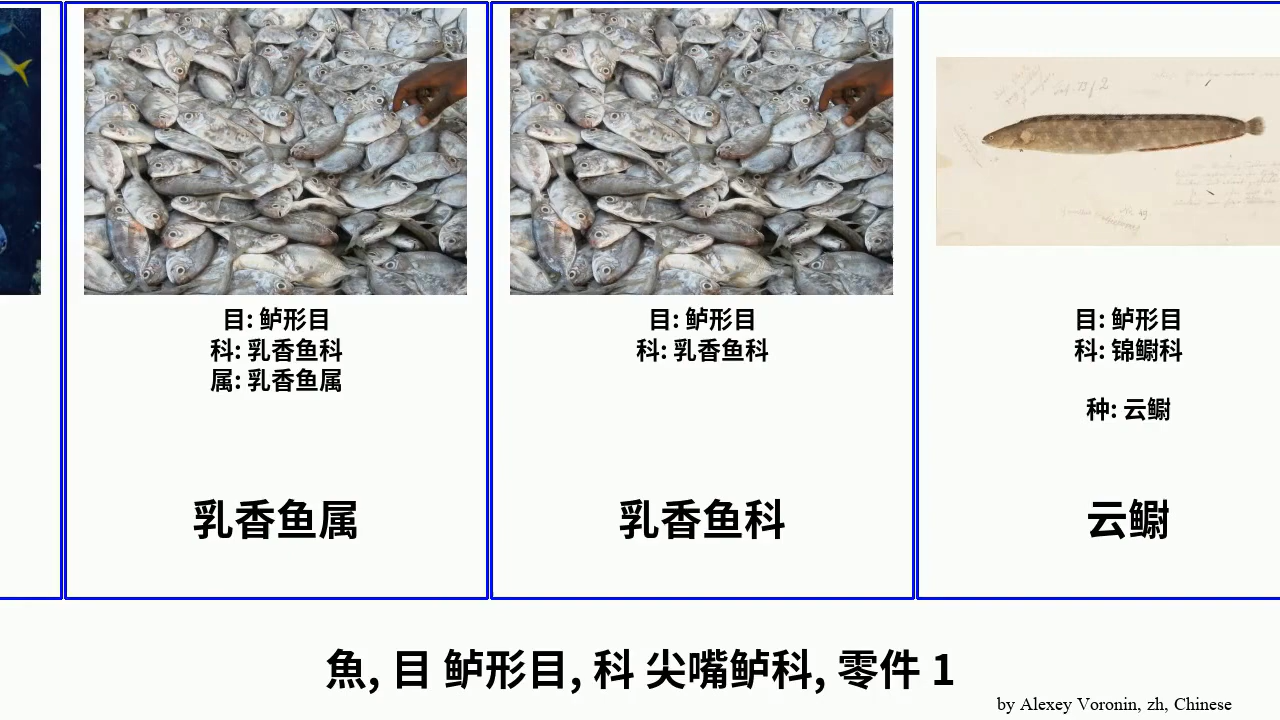 目: 鲈形目
科: 乳香鱼科
属: 乳香鱼属
乳香鱼属
目: 鲈形目
科: 乳香鱼科
乳香鱼科
目: 鲈形目
科: 锦鳚科
种: 云鳚
云鳚
魚, 目 鲈形目, 科 尖嘴鲈科, 零件 1
by Alexey Voronin, zh, Chinese